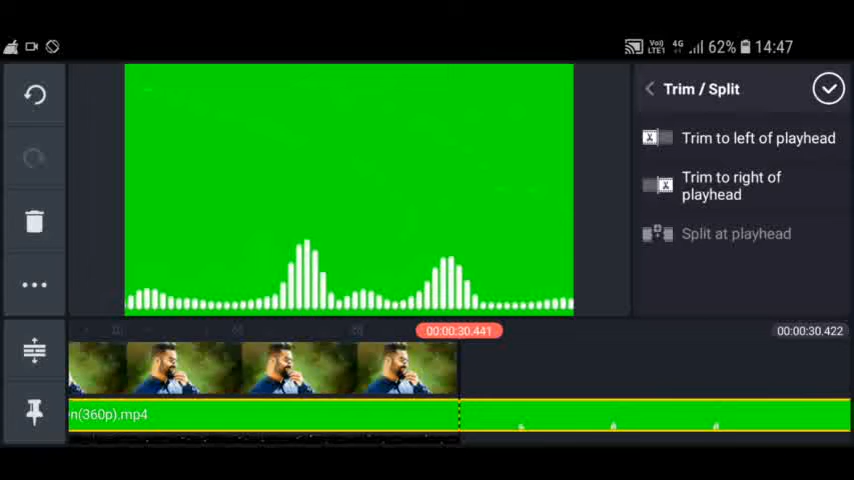 Vo)) LTE1 4G 62% 14:47
Trim / Split
Trim to left of playhead
Trim to right of
playhead
Split at playhead
00:00:30.441
00:00:30.422
n(360p).mp4